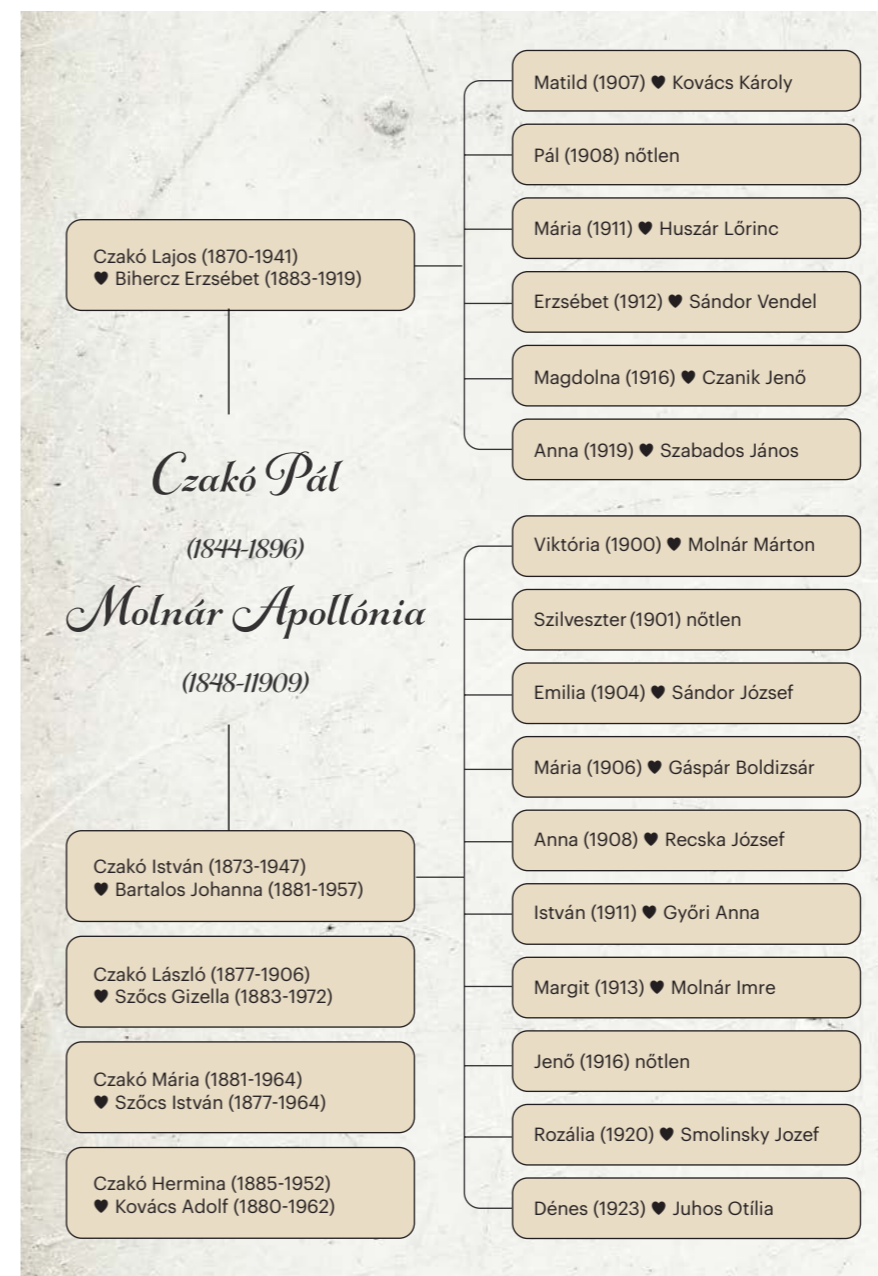 Czakó Lajos (1870-1941)
♥ Bihercz Erzsébet (1883-1919)
Matild (1907) ♥ Kovács Károly
Pál (1908) nőtlen
Mária (1911) ♥ Huszár Lőrinc
Erzsébet (1912) ♥ Sándor Vendel
Magdolna (1916) ♥ Czanik Jenő
Anna (1919) ♥ Szabados János
Czakó Pál
(1844-1896)
Molnár Apollónia
(1848-11909)
Czakó István (1873-1947)
♥ Bartalos Johanna (1881-1957)
Viktória (1900) ♥ Molnár Márton
Szilveszter (1901) nőtlen
Emilia (1904) ♥ Sándor József
Mária (1906) ♥ Gáspár Boldizsár
Anna (1908) ♥ Recska József
István (1911) ♥ Győri Anna
Margit (1913) ♥ Molnár Imre
Jenő (1916) nőtlen
Rozália (1920) ♥ Smolinsky Jozef
Dénes (1923) ♥ Juhos Otília
Czakó László (1877-1906)
♥ Szőcs Gizella (1883-1972)
Czakó Mária (1881-1964)
♥ Szőcs István (1877-1964)
Czakó Hermina (1885-1952)
♥ Kovács Adolf (1880-1962)